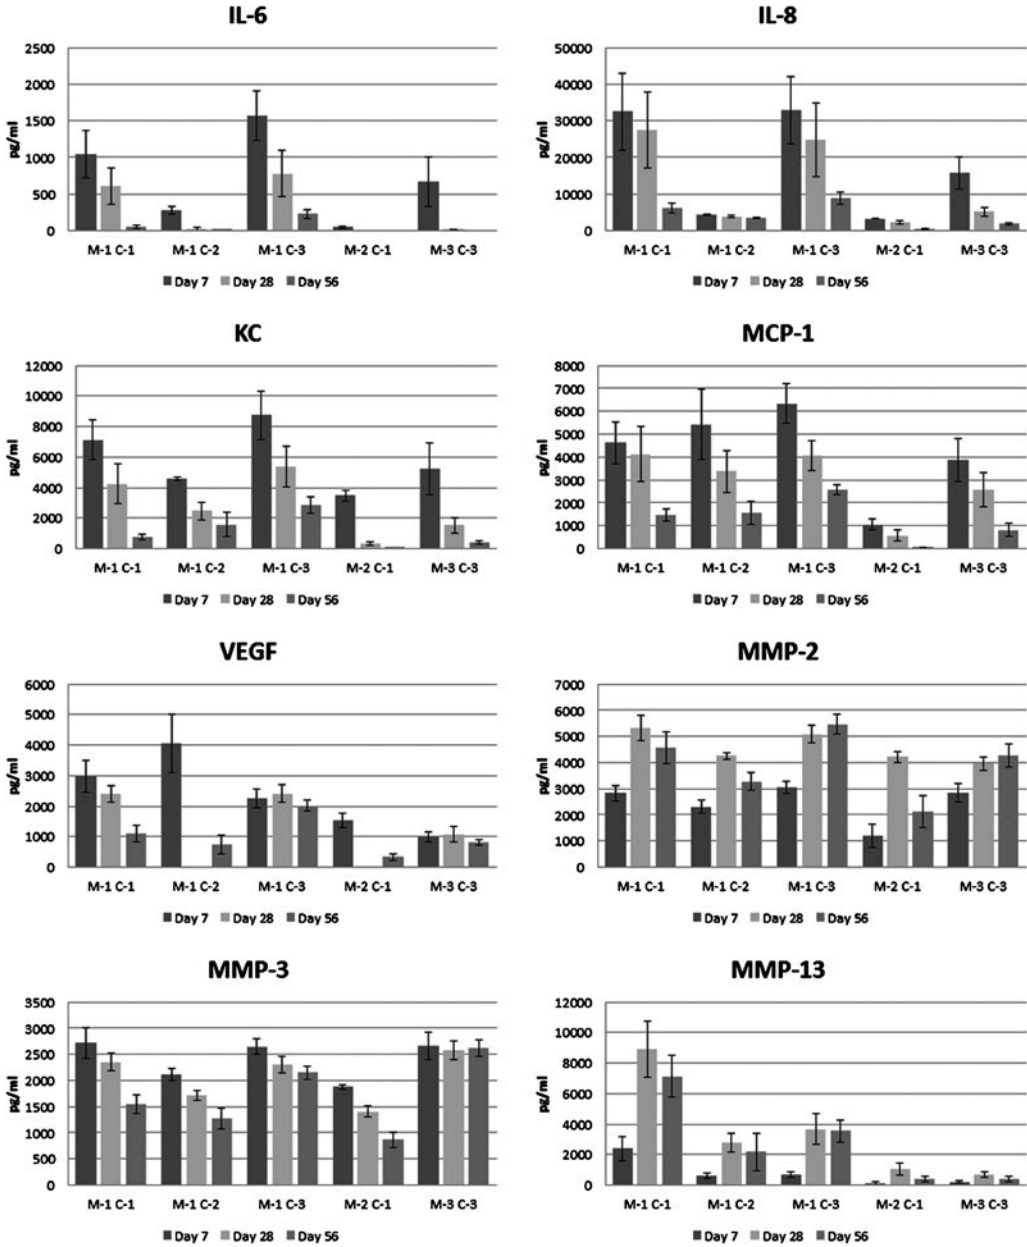 IL-6
2500
2000
1500
1000
500
0
pg/ml
M-1 C-1 M-1 C-2 M-1 C-3 M-2 C-1 M-3 C-3
Day 7 Day 28 Day 56
IL-8
50000
40000
30000
20000
10000
0
pg/ml
M-1 C-1 M-1 C-2 M-1 C-3 M-2 C-1 M-3 C-3
Day 7 Day 28 Day 56
KC
12000
10000
8000
6000
4000
2000
0
pg/ml
M-1 C-1 M-1 C-2 M-1 C-3 M-2 C-1 M-3 C-3
Day 7 Day 28 Day 56
MCP-1
8000
7000
6000
5000
4000
3000
2000
1000
0
pg/ml
M-1 C-1 M-1 C-2 M-1 C-3 M-2 C-1 M-3 C-3
Day 7 Day 28 Day 56
VEGF
6000
5000
4000
3000
2000
1000
0
pg/ml
M-1 C-1 M-1 C-2 M-1 C-3 M-2 C-1 M-3 C-3
Day 7 Day 28 Day 56
MMP-2
7000
6000
5000
4000
3000
2000
1000
0
pg/ml
M-1 C-1 M-1 C-2 M-1 C-3 M-2 C-1 M-3 C-3
Day 7 Day 28 Day 56
MMP-3
3500
3000
2500
2000
1500
1000
500
0
pg/ml
M-1 C-1 M-1 C-2 M-1 C-3 M-2 C-1 M-3 C-3
Day 7 Day 28 Day 56
MMP-13
12000
10000
8000
6000
4000
2000
0
pg/ml
M-1 C-1 M-1 C-2 M-1 C-3 M-2 C-1 M-3 C-3
Day 7 Day 28 Day 56